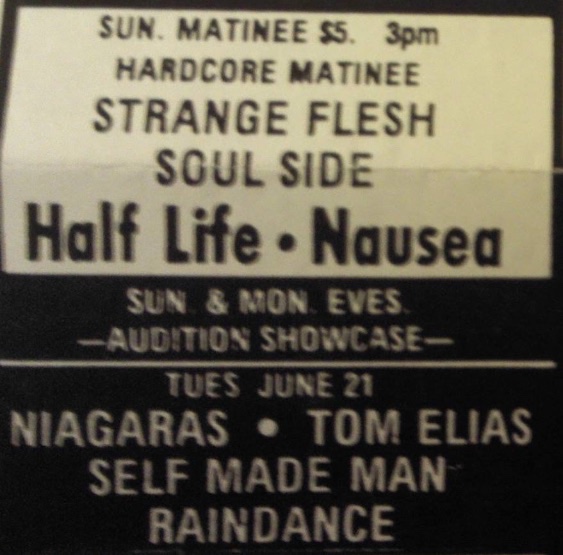 SUN. MATINEE $5. 3pm
HARDCORE MATINEE
STRANGE FLESH
SOUL SIDE
Half Life • Nausea
SUN. & MON. EVES.
—AUDITION SHOWCASE—
TUES JUNE 21
NIAGARAS • TOM ELIAS
SELF MADE MAN
RAINDANCE